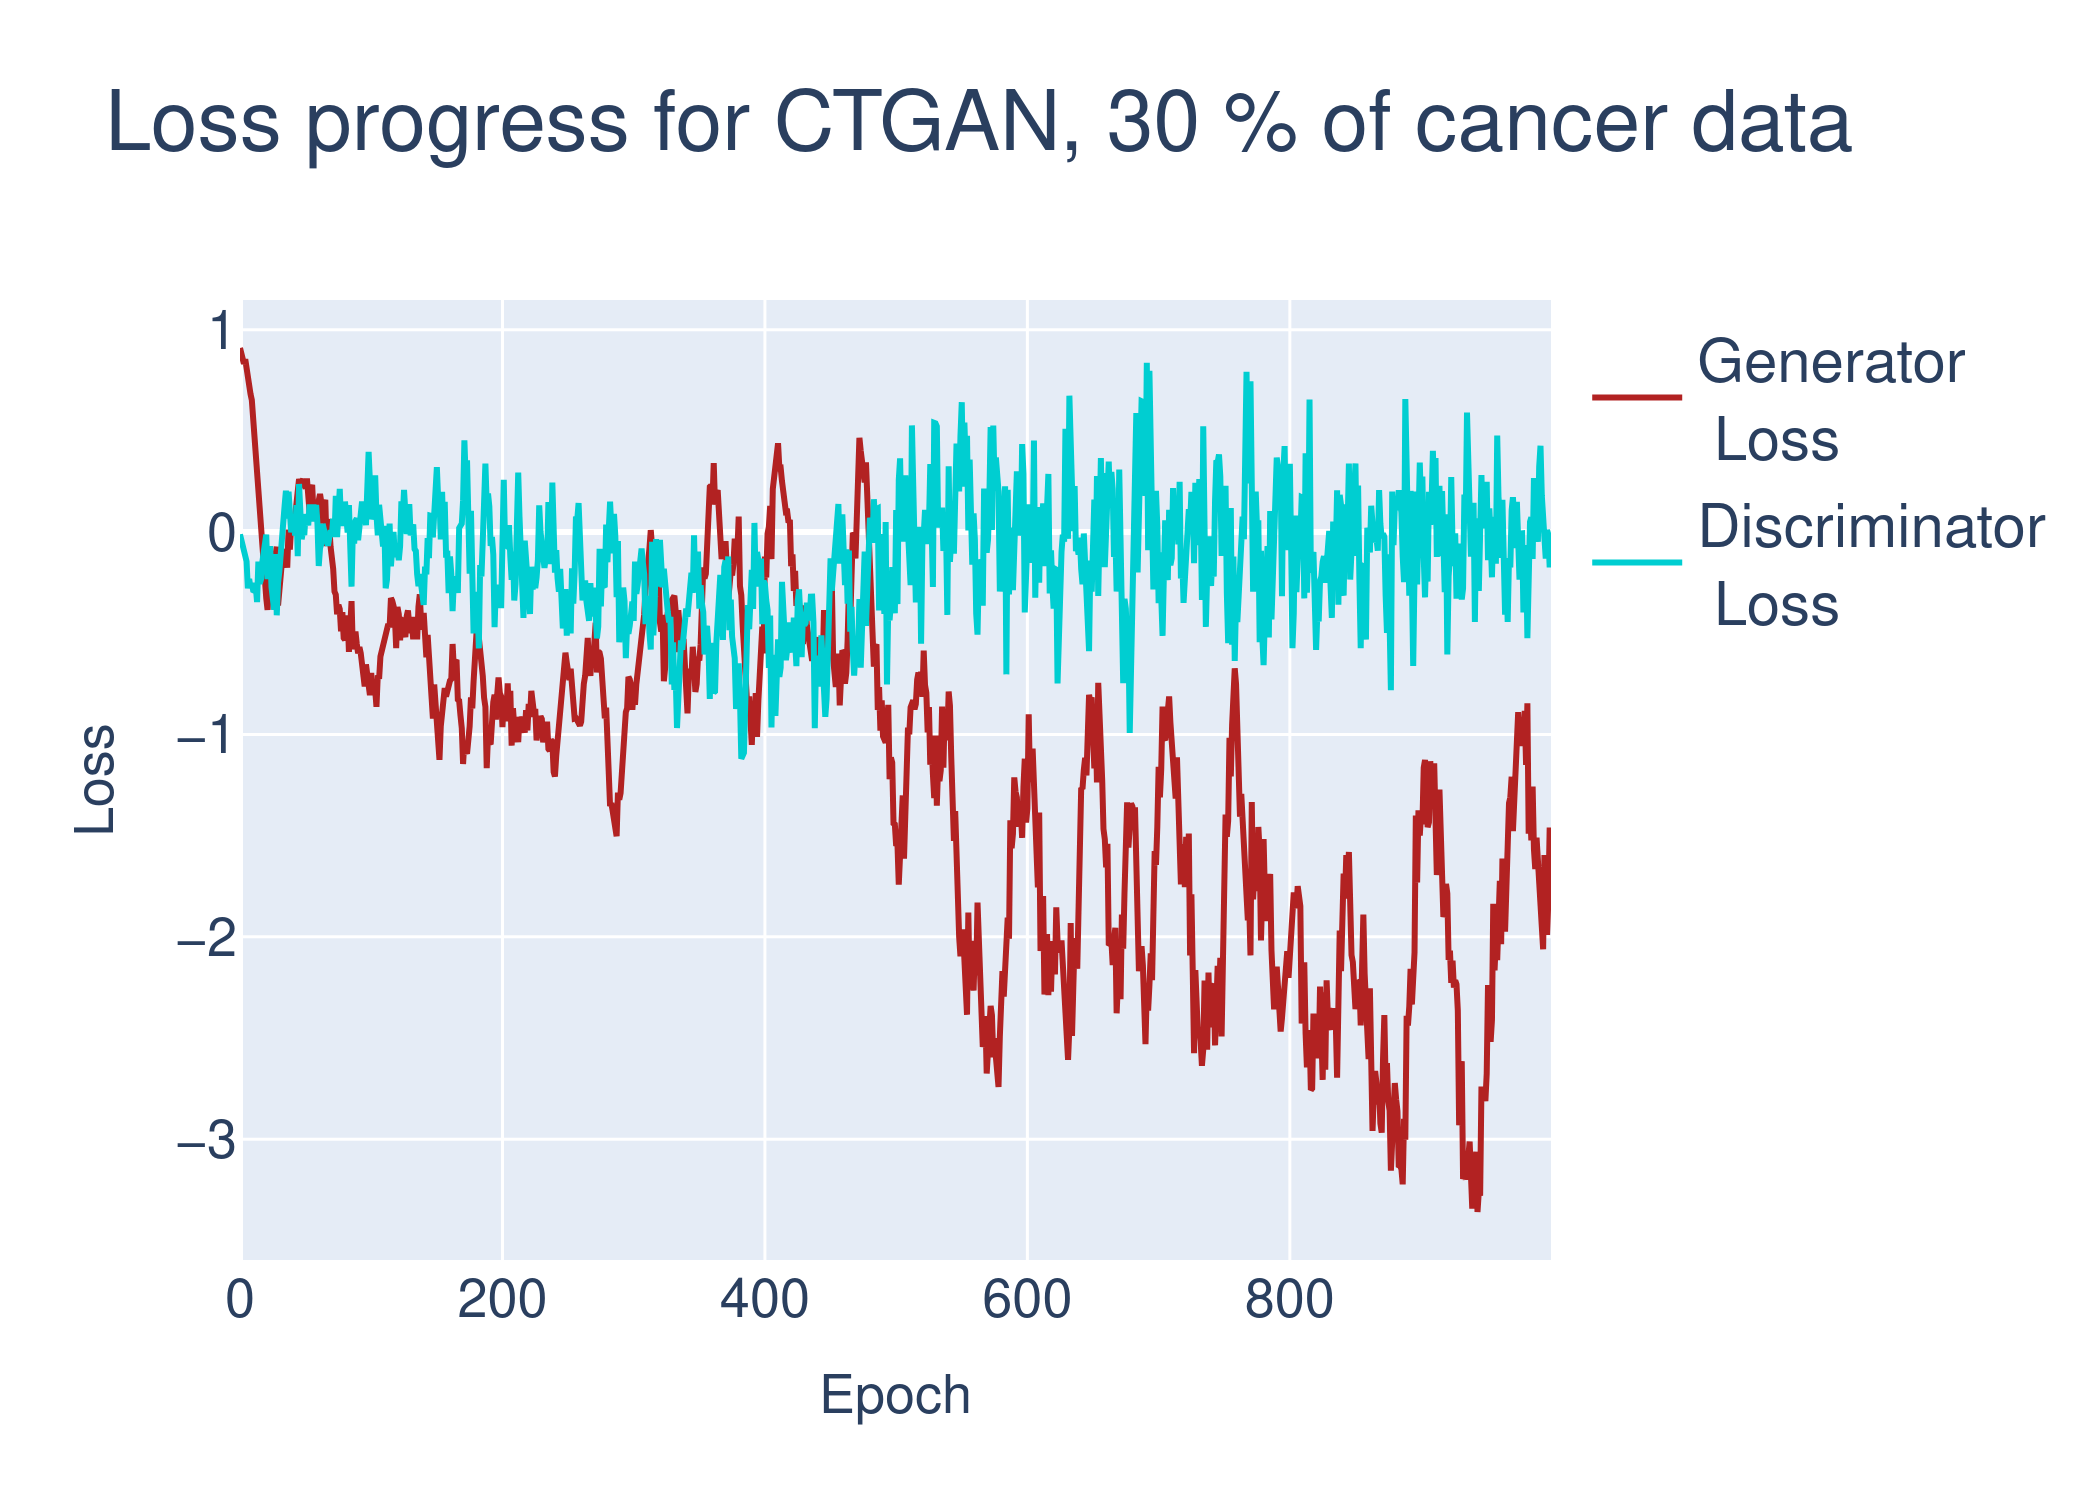 Loss progress for CTGAN, 30 % of cancer data
1
0
−1
−2
−3
Loss
0
200
400
600
800
Epoch
Generator
Loss
Discriminator
Loss